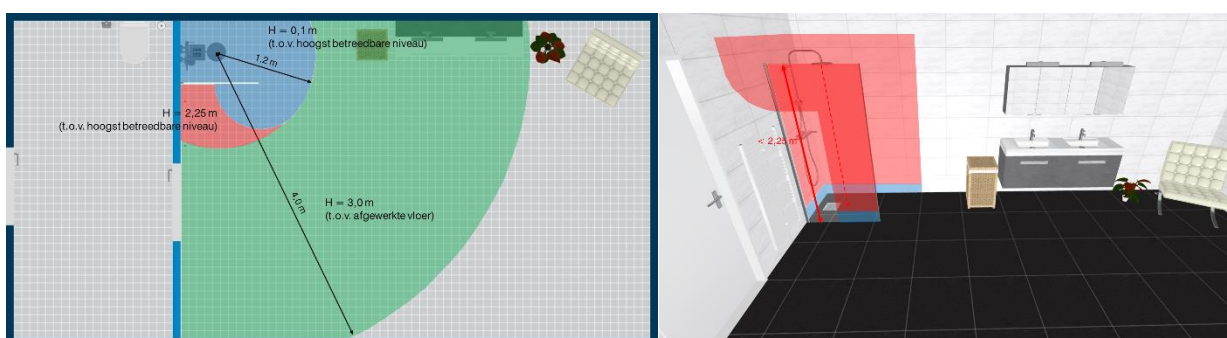 H = 0,1 m
(t.o.v. hoogst betreedbare niveau)
1.2 m
H = 2,25 m
(t.o.v. hoogst betreedbare niveau)
4,0 m
H = 3,0 m
(t.o.v. afgewerkte vloer)
< 2,25 m